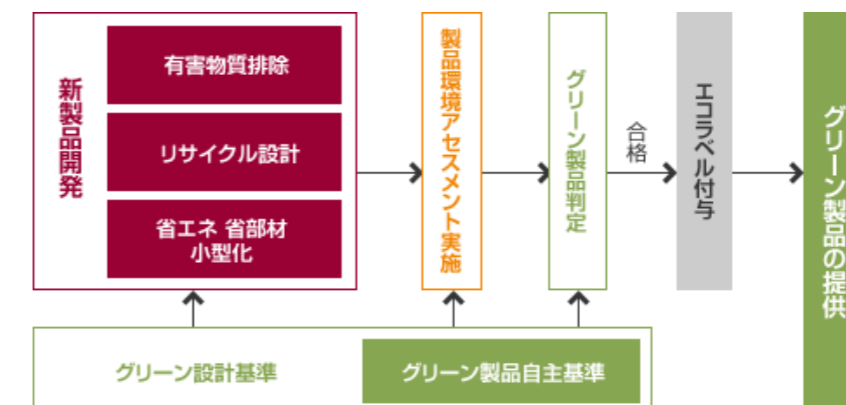 新製品開発
有害物質排除
リサイクル設計
省エネ 省部材
小型化
製品環境アセスメント実施
グリーン製品判定
合格
エコラベル付与
グリーン製品の提供
グリーン設計基準
グリーン製品自主基準